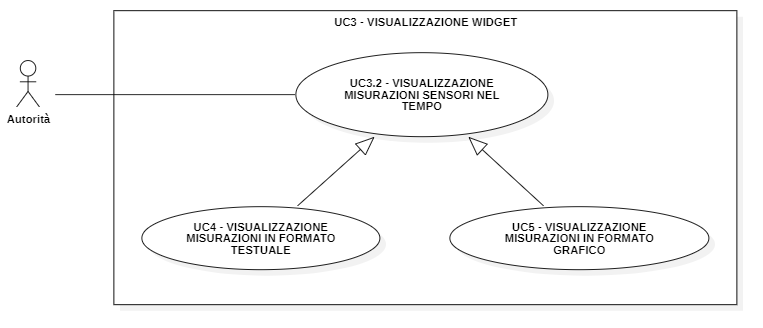 UC3 - VISUALIZZAZIONE WIDGET
UC3.2 - VISUALIZZAZIONE
MISURAZIONI SENSORI NEL
TEMPO
Autorità
UC4 - VISUALIZZAZIONE
MISURAZIONI IN FORMATO
TESTUALE
UC5 - VISUALIZZAZIONE
MISURAZIONI IN FORMATO
GRAFICO